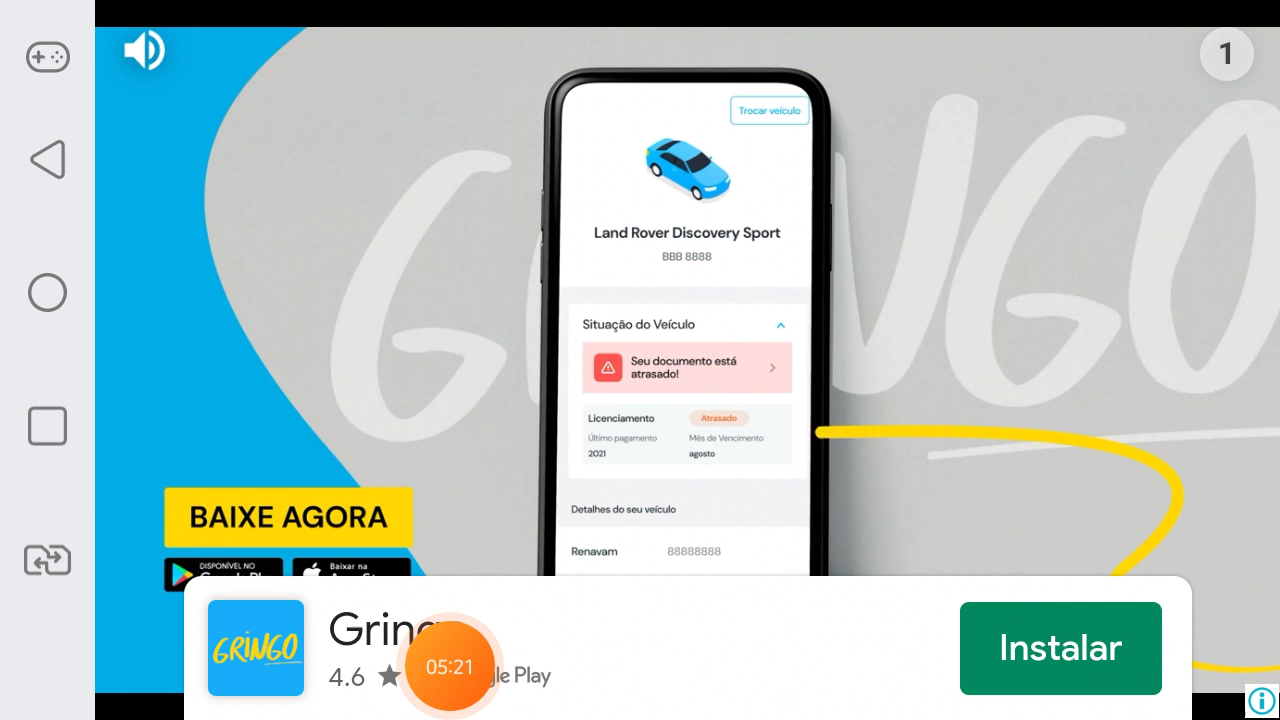 1
GRINGO
Trocar veículo
Land Rover Discovery Sport
BBB 8888
Situação do Veículo
Seu documento está
atrasado!
Licenciamento Atrasado
Último pagamento Mês de Vencimento
2021 agosto
Detalhes do seu veículo
Renavam 88888888
BAIXE AGORA
DISPONÍVEL NO
Baixar na
GRINGO
4.6
05:21
Play
Instalar